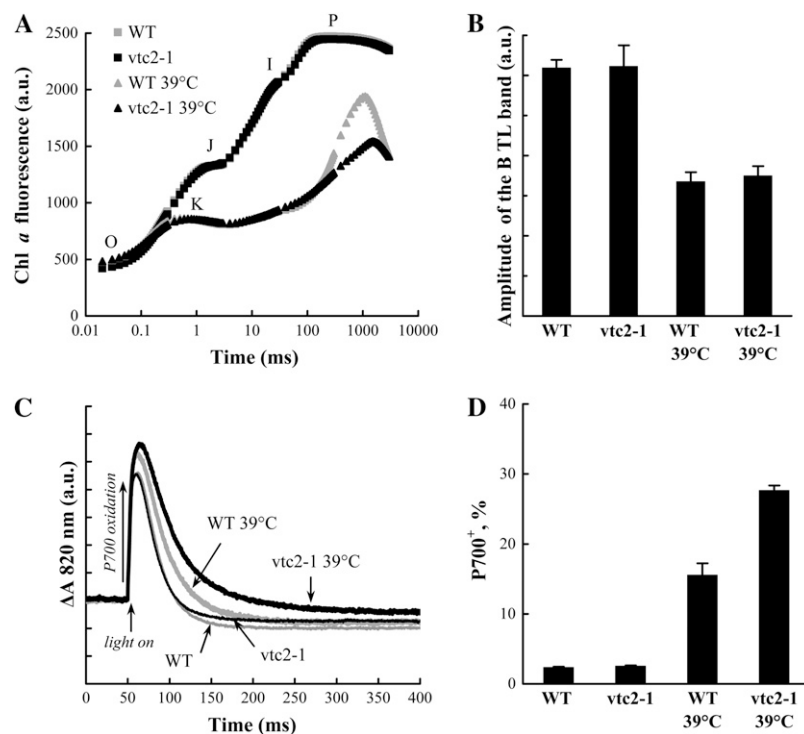 A
Chl a fluorescence (a.u.)
2500
2000
1500
1000
500
0
WT
vtc2-1
WT 39°C
vtc2-1 39°C
O
K
J
I
P
0.01 0.1 1 10 100 1000 10000
Time (ms)
B
Amplitude of the B TL band (a.u.)
WT vtc2-1 WT vtc2-1
39°C 39°C
C
ΔA 820 nm (a.u.)
P700 oxidation
light on
WT 39°C
vtc2-1 39°C
WT
vtc2-1
0 50 100 150 200 250 300 350 400
Time (ms)
D
P700⁺, %
40
30
20
10
0
WT vtc2-1 WT vtc2-1
39°C 39°C